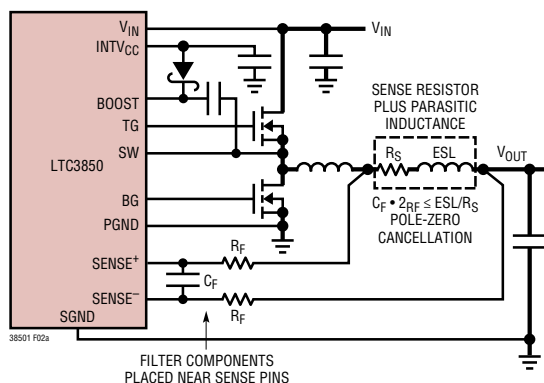 VIN
INTVCC
BOOST
TG
SW
LTC3850
BG
PGND
SENSE+
SENSE–
SGND
38501 F02a
VIN
SENSE RESISTOR
PLUS PARASITIC
INDUCTANCE
RS
ESL
VOUT
CF • 2RF ≤ ESL/RS
POLE-ZERO
CANCELLATION
RF
CF
RF
FILTER COMPONENTS
PLACED NEAR SENSE PINS